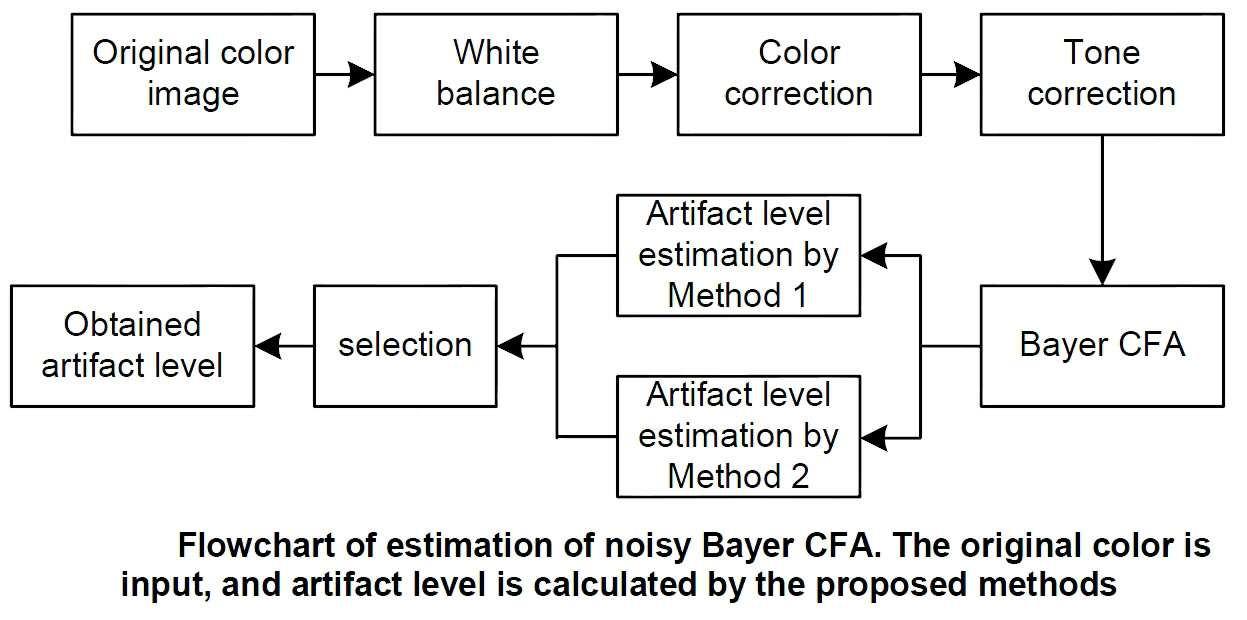 Original color
image
White
balance
Color
correction
Tone
correction
Artifact level
estimation by
Method 1
Obtained
artifact level
selection
Bayer CFA
Artifact level
estimation by
Method 2
Flowchart of estimation of noisy Bayer CFA. The original color is
input, and artifact level is calculated by the proposed methods